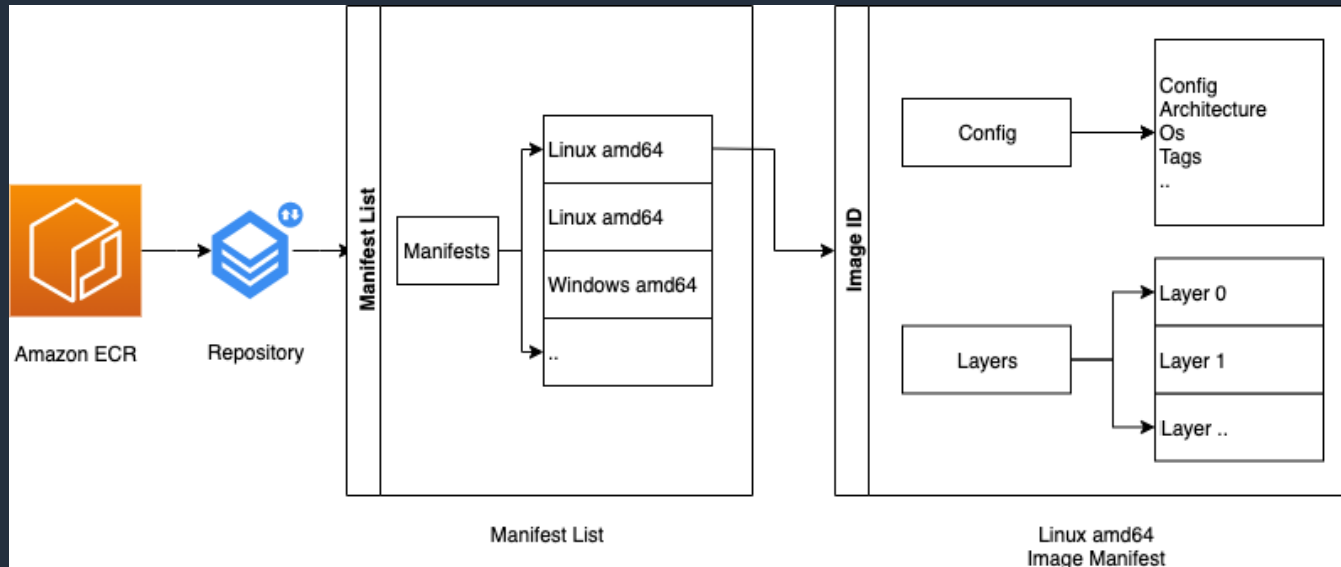 Amazon ECR
Repository
Manifest List
Manifests
Linux amd64
Linux amd64
Windows amd64
..
Manifest List
Image ID
Config
Config
Architecture
Os
Tags
..
Layers
Layer 0
Layer 1
Layer ..
Linux amd64
Image Manifest